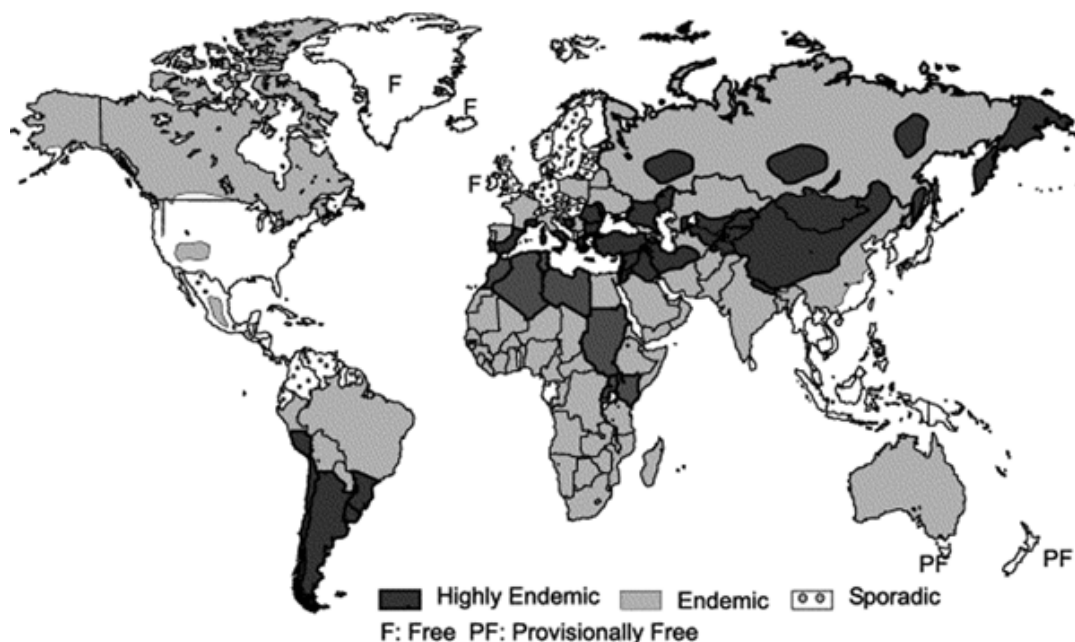 F
F
F
PF
PF
Highly Endemic Endemic Sporadic
F: Free PF: Provisionally Free